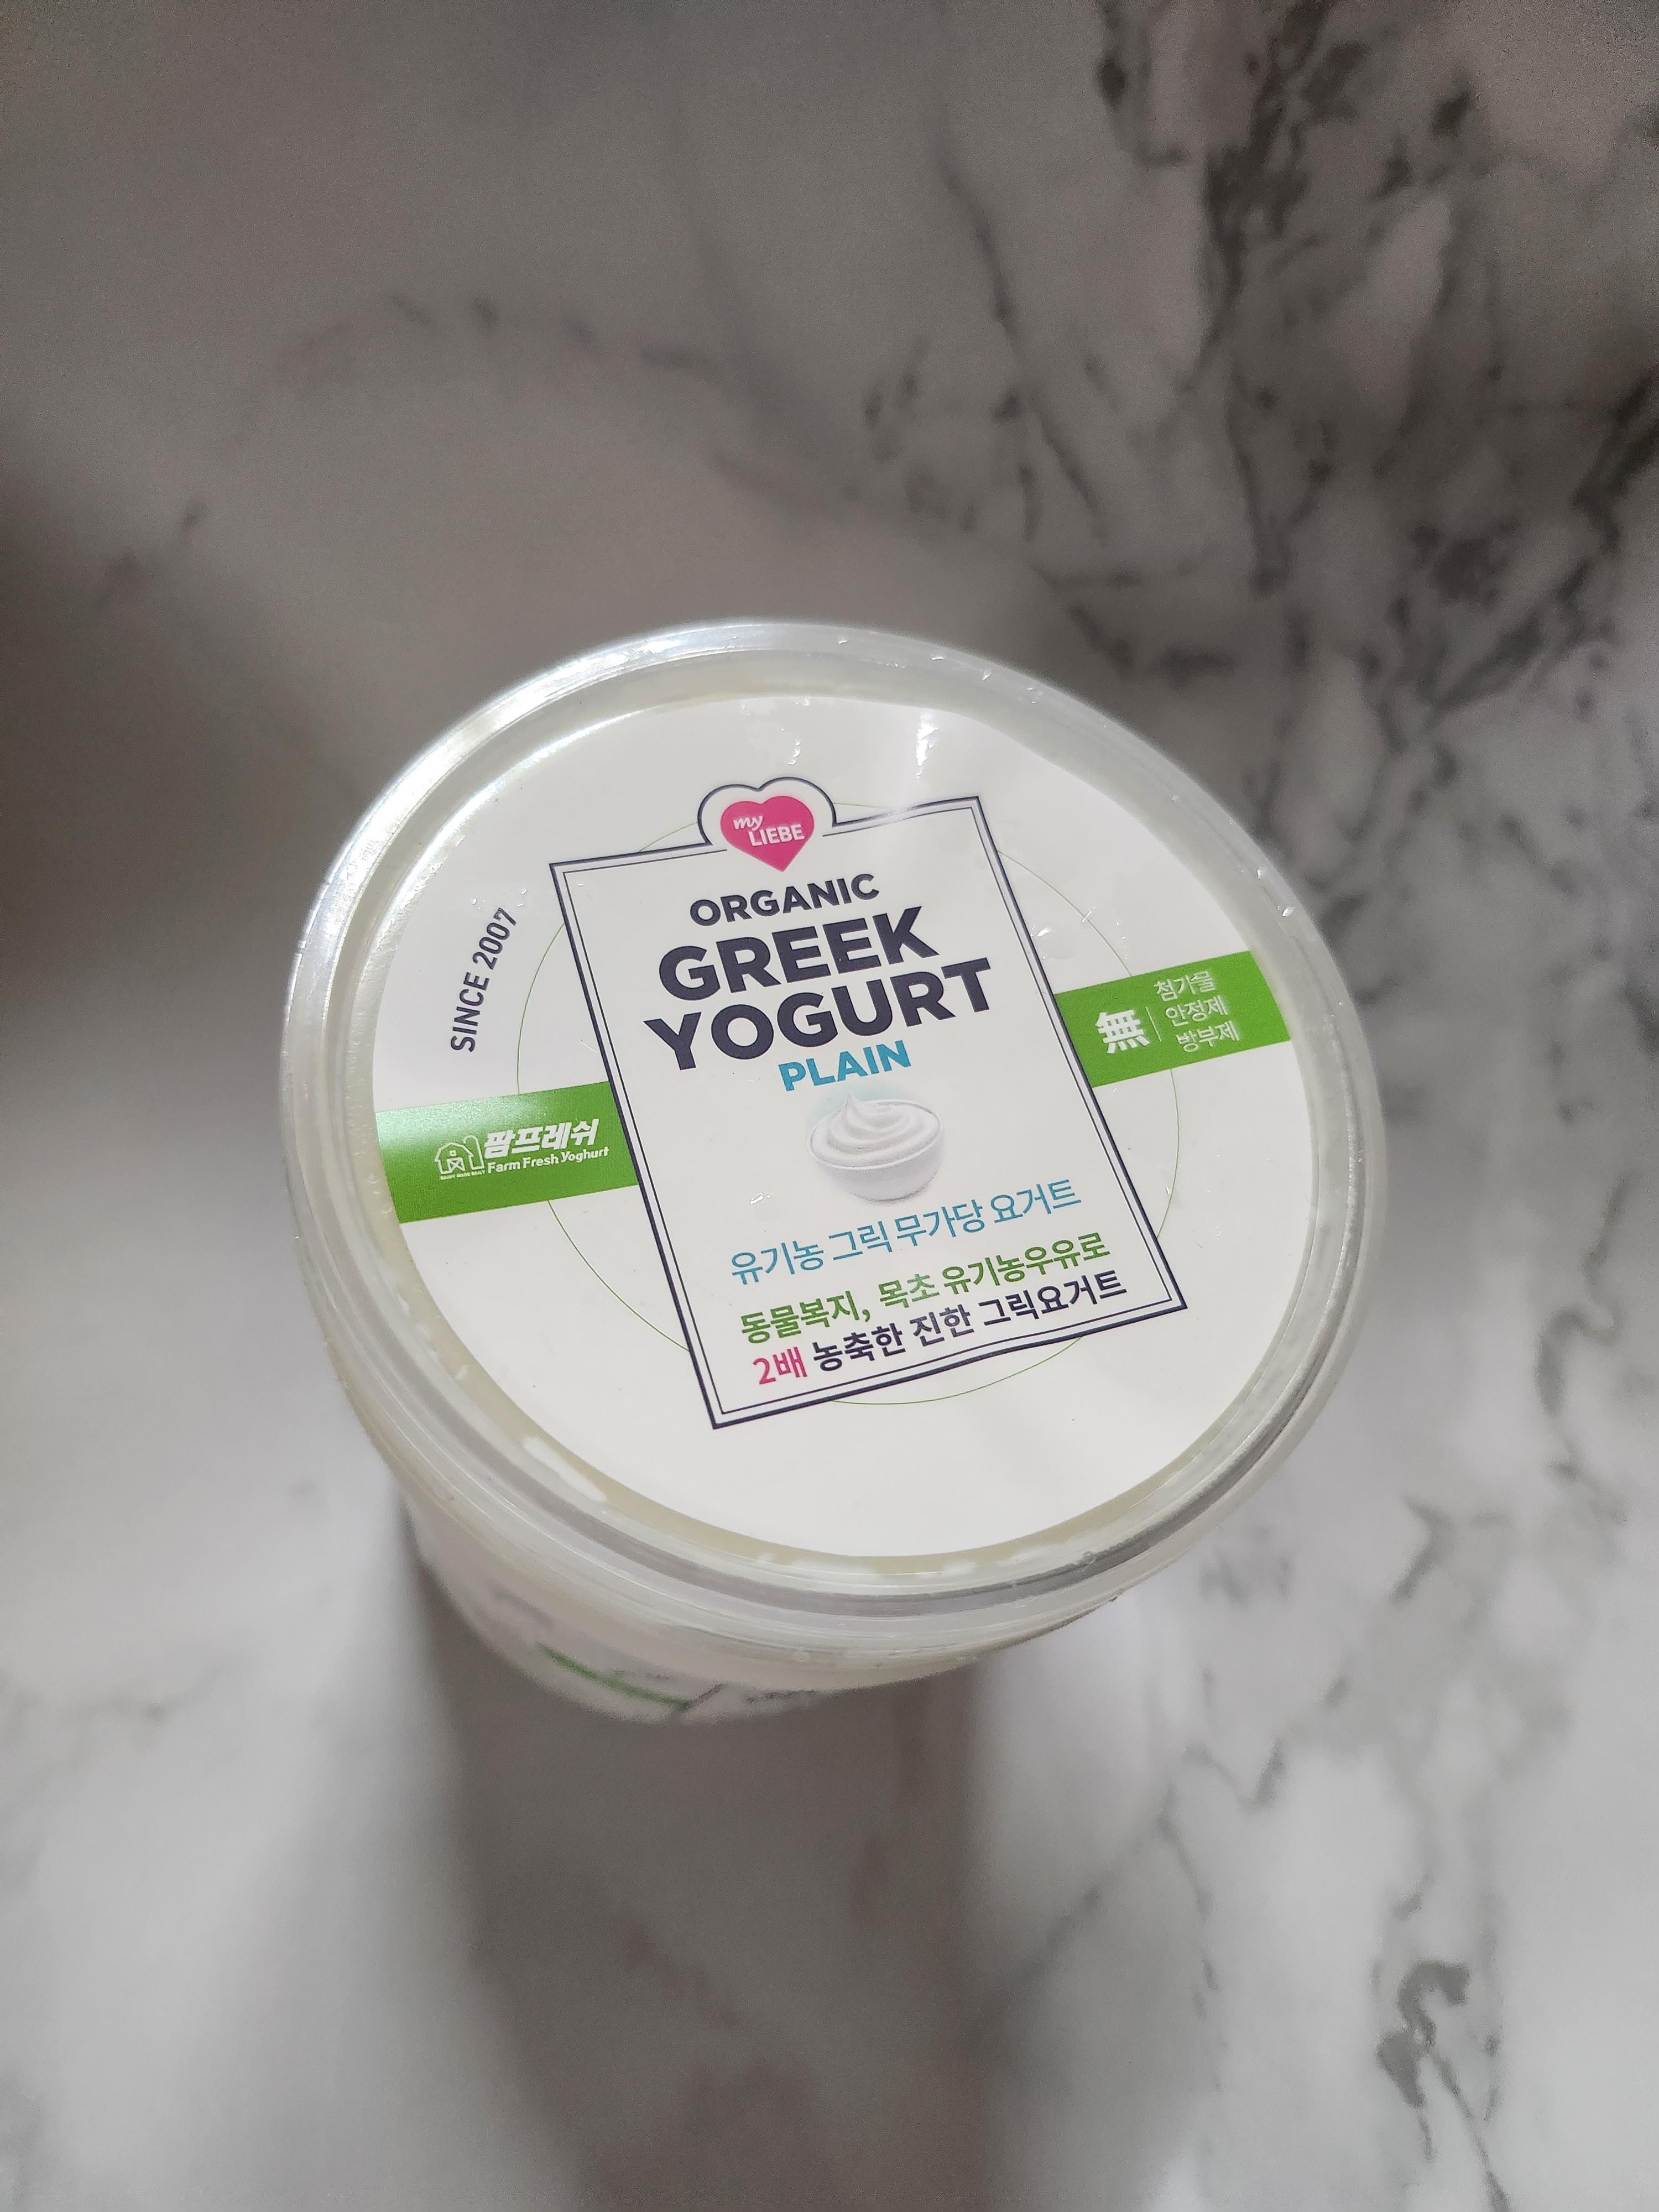 my
LIEBE
ORGANIC
GREEK
YOGURT
PLAIN
SINCE 2007
팜프레쉬
Farm Fresh Yoghurt
無
첨가물
안정제
방부제
유기농 그릭 무가당 요거트
동물복지, 목초 유기농우유로
2배 농축한 진한 그릭요거트